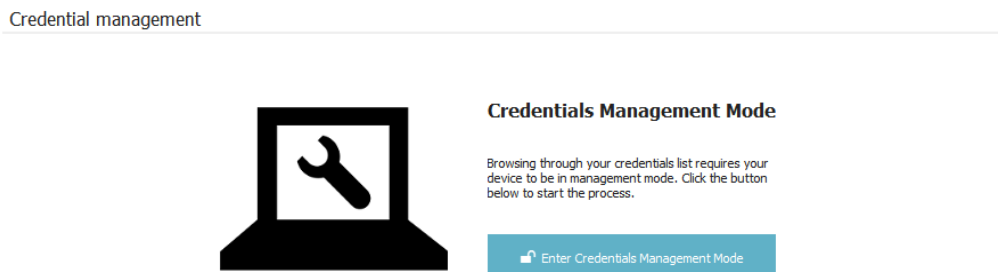 Credential management
Credentials Management Mode
Browsing through your credentials list requires your
device to be in management mode. Click the button
below to start the process.
Enter Credentials Management Mode